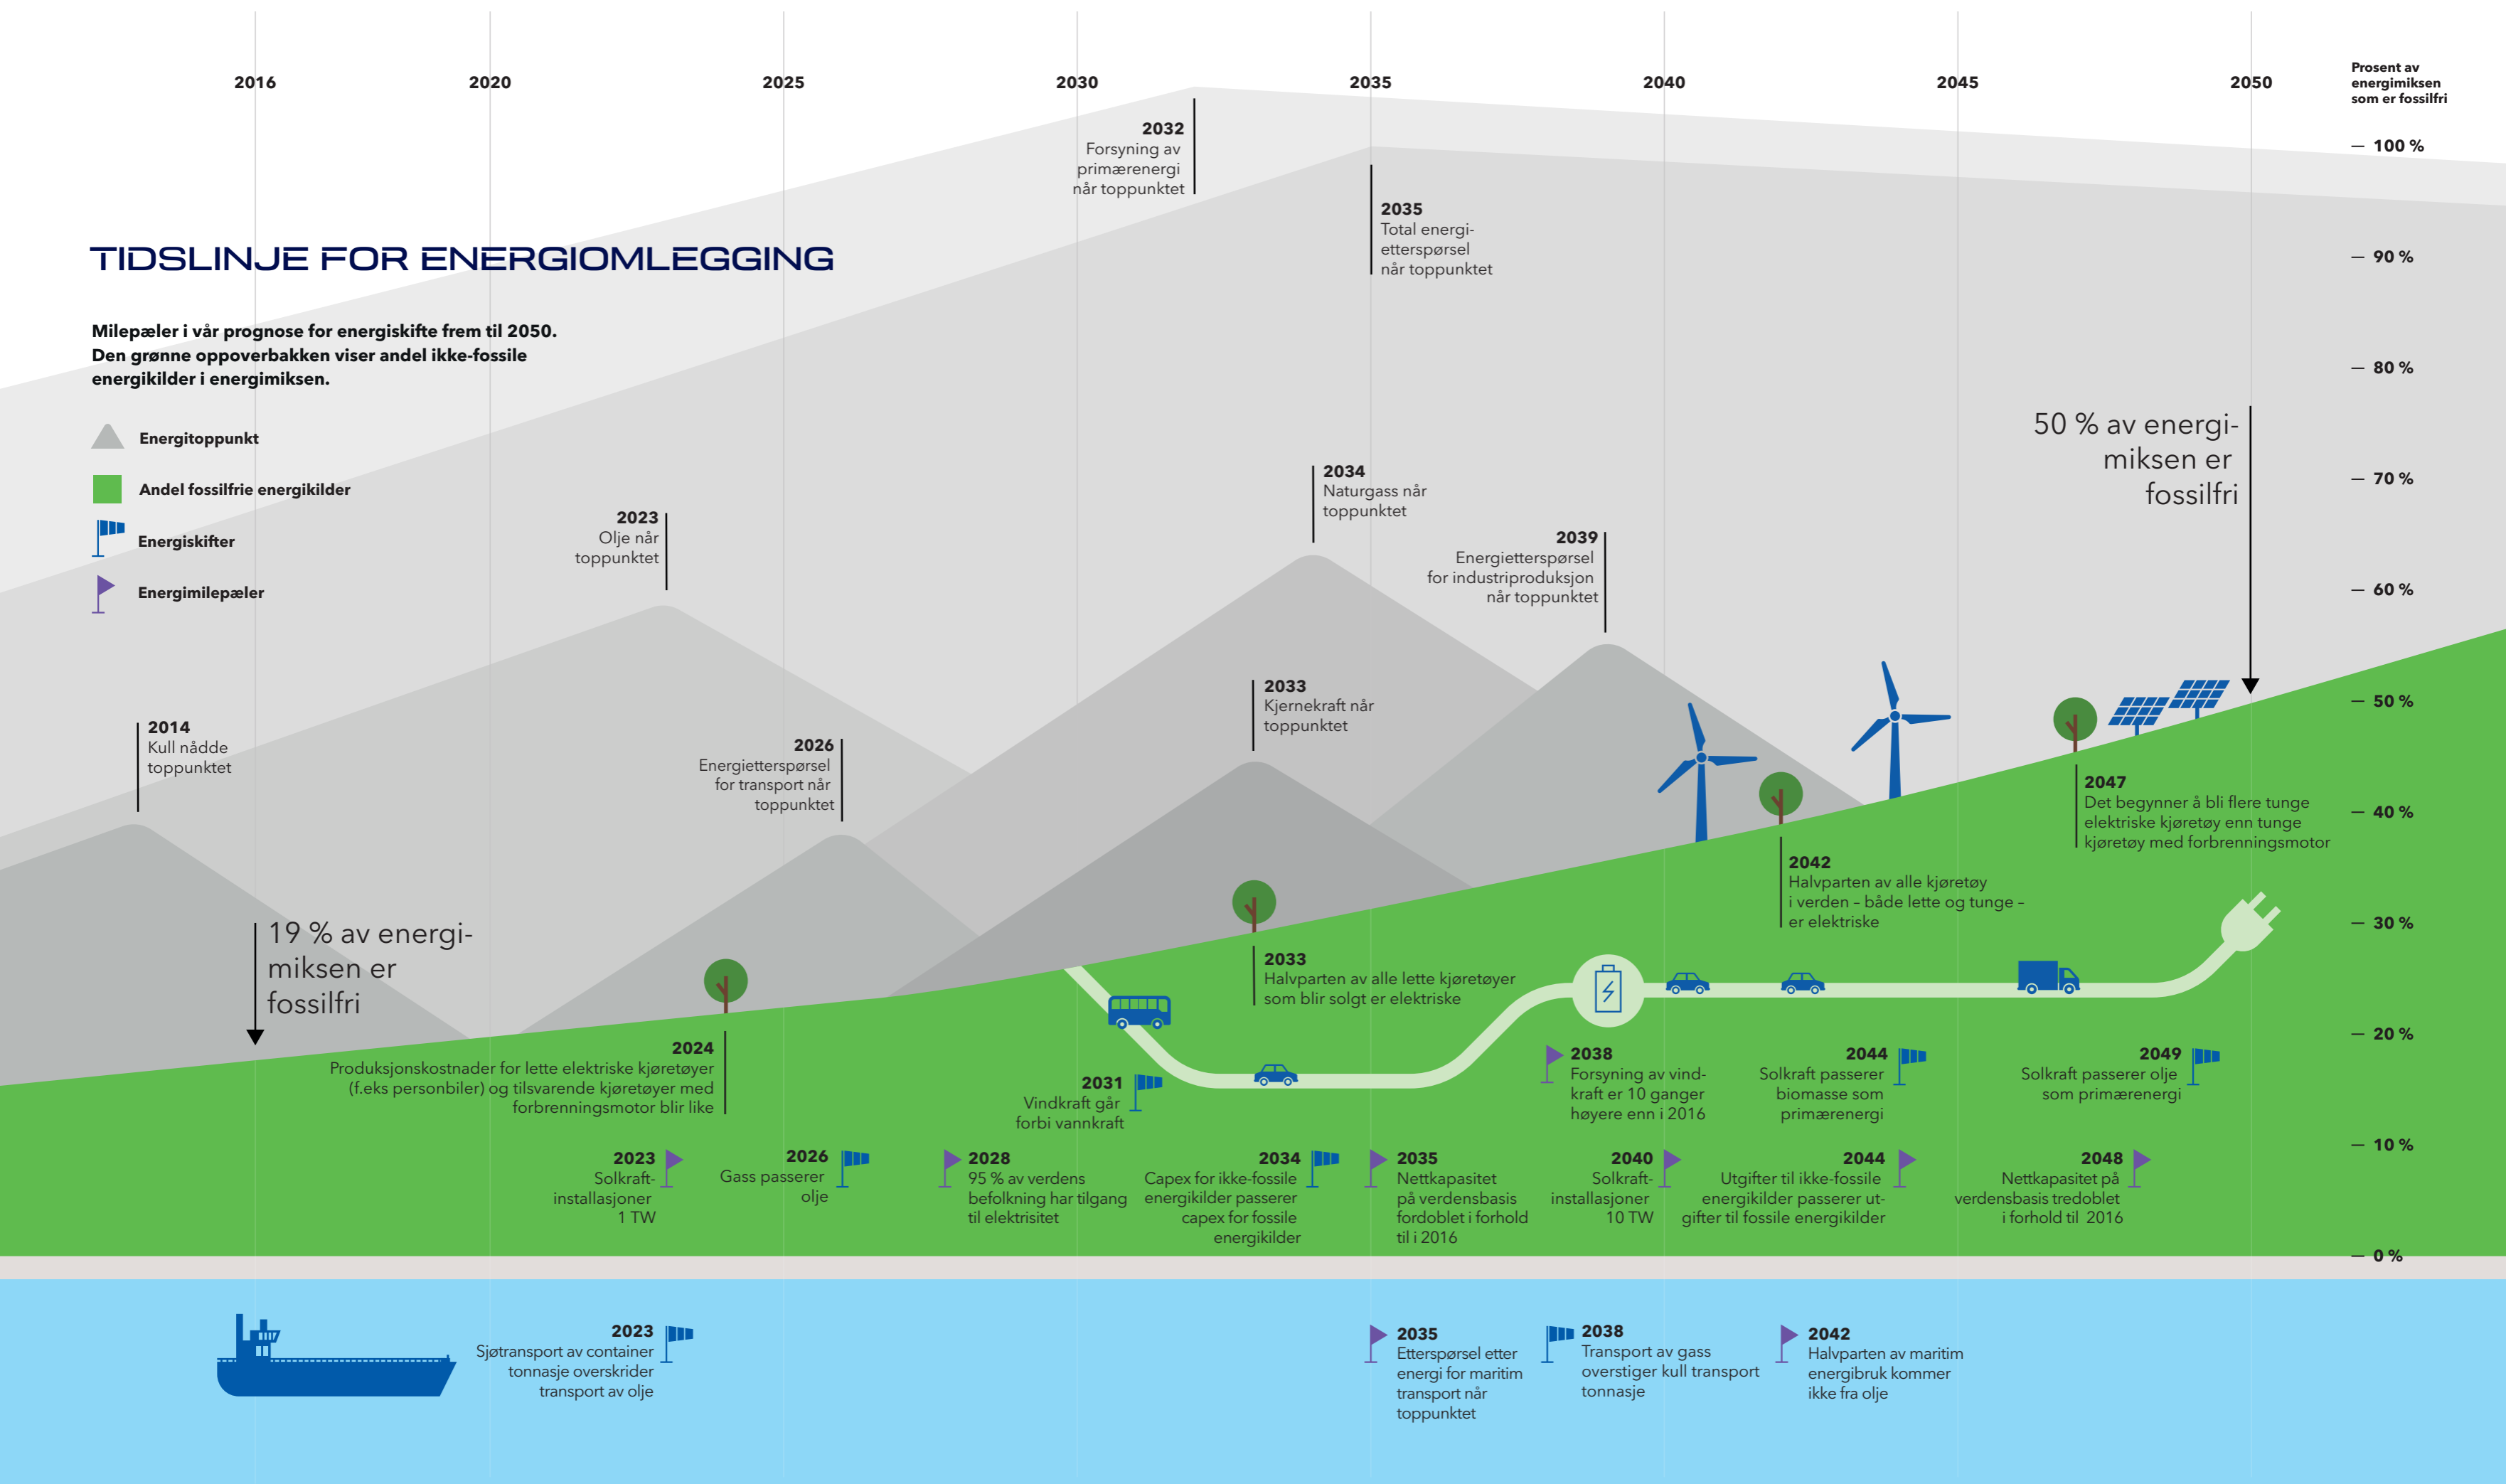 2016
2020
2025
2030
2035
2040
2045
2050
Prosent av
energimiksen
som er fossilfri
100 %
90 %
80 %
70 %
60 %
50 %
40 %
30 %
20 %
10 %
0 %
TIDSLINJE FOR ENERGIOMLEGGING
Milepæler i vår prognose for energiskifte frem til 2050.
Den grønne oppoverbakken viser andel ikke-fossile
energikilder i energimiksen.
Energitoppunkt
Andel fossilfrie energikilder
Energiskifter
Energimilepæler
2032
Forsyning av
primærenergi
når toppunktet
2035
Total energi-
etterspørsel
når toppunktet
50 % av energi-
miksen er
fossilfri
2034
Naturgass når
toppunktet
2023
Olje når
toppunktet
2039
Energietterspørsel
for industriproduksjon
når toppunktet
2033
Kjernekraft når
toppunktet
2014
Kull nådde
toppunktet
2026
Energietterspørsel
for transport når
toppunktet
2047
Det begynner å bli flere tunge
elektriske kjøretøy enn tunge
kjøretøy med forbrenningsmotor
2042
Halvparten av alle kjøretøy
i verden – både lette og tunge –
er elektriske
19 % av energi-
miksen er
fossilfri
2033
Halvparten av alle lette kjøretøyer
som blir solgt er elektriske
2024
Produksjonskostnader for lette elektriske kjøretøyer
(f.eks personbiler) og tilsvarende kjøretøyer med
forbrenningsmotor blir like
2031
Vindkraft går
forbi vannkraft
2038
Forsyning av vind-
kraft er 10 ganger
høyere enn i 2016
2044
Solkraft passerer
biomasse som
primærenergi
2049
Solkraft passerer olje
som primærenergi
2023
Solkraft-
installasjoner
1 TW
2026
Gass passerer
olje
2028
95 % av verdens
befolkning har tilgang
til elektrisitet
2034
Capex for ikke-fossile
energikilder passerer
capex for fossile
energikilder
2035
Nettkapasitet
på verdensbasis
fordoblet i forhold
til i 2016
2040
Solkraft-
installasjoner
10 TW
2044
Utgifter til ikke-fossile
energikilder passerer ut-
gifter til fossile energikilder
2048
Nettkapasitet på
verdensbasis tredoblet
i forhold til 2016
2023
Sjøtransport av container
tonnasje overskrider
transport av olje
2035
Etterspørsel etter
energi for maritim
transport når
toppunktet
2038
Transport av gass
overstiger kull transport
tonnasje
2042
Halvparten av maritim
energibruk kommer
ikke fra olje